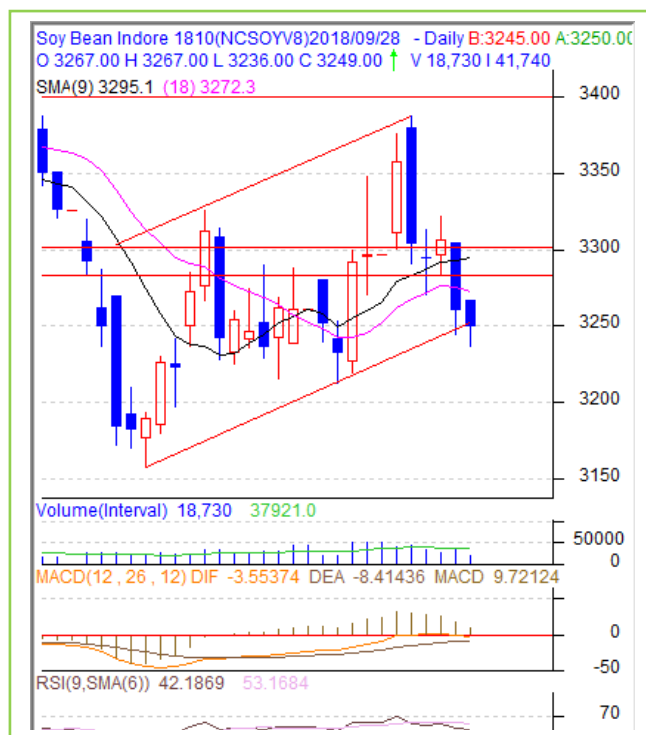 Soy Bean Indore 1810(NCSOYV8)2018/09/28 - Daily B:3245.00 A:3250.00
O 3267.00 H 3267.00 L 3236.00 C 3249.00 ↑ V 18,730 I 41,740
SMA(9) 3295.1 (18) 3272.3
3400
3350
3300
3250
3200
3150
Volume(Interval) 18,730 37921.0
50000
0
MACD(12 , 26 , 12) DIF -3.55374 DEA -8.41436 MACD 9.72124
0
-50
RSI(9,SMA(6)) 42.1869 53.1684
70